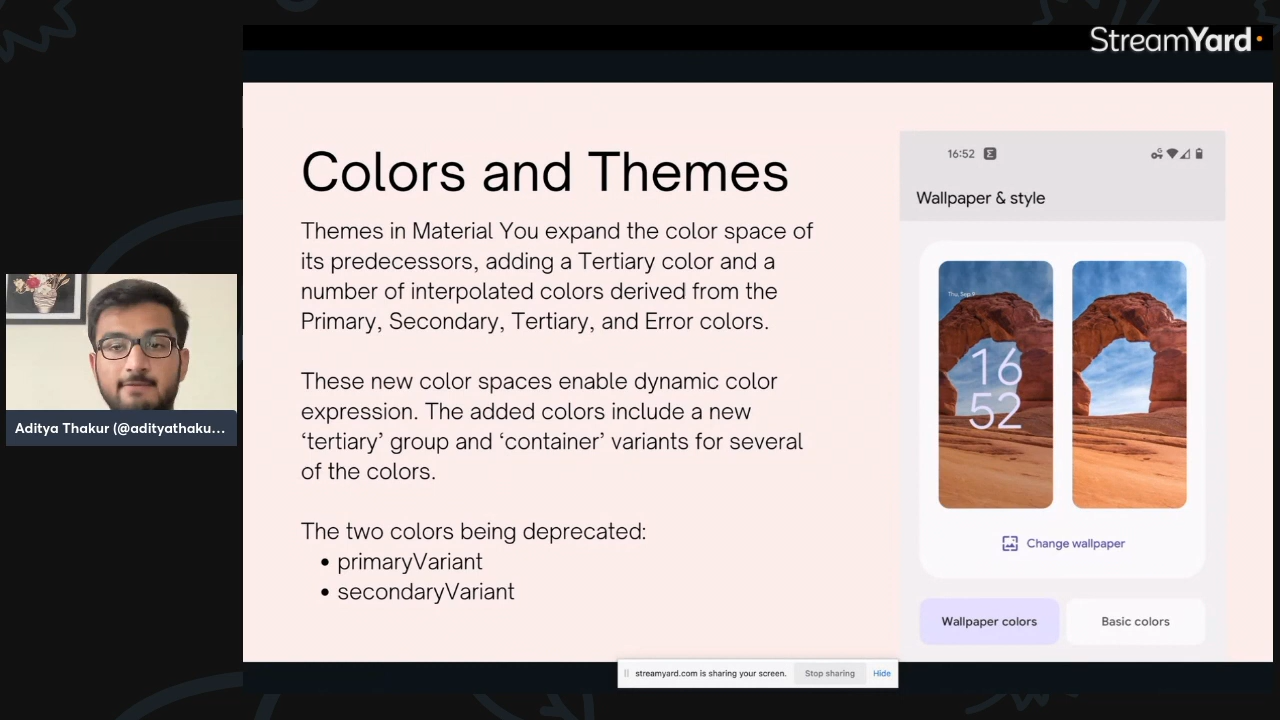 StreamYard
Colors and Themes
Themes in Material You expand the color space of
its predecessors, adding a Tertiary color and a
number of interpolated colors derived from the
Primary, Secondary, Tertiary, and Error colors.
These new color spaces enable dynamic color
expression. The added colors include a new
‘tertiary’ group and ‘container’ variants for several
of the colors.
The two colors being deprecated:
• primaryVariant
• secondaryVariant
16:52
Wallpaper & style
Thu, Sep 9
16
52
Change wallpaper
Wallpaper colors
Basic colors
Aditya Thakur (@adityathaku...
streamyard.com is sharing your screen.
Stop sharing
Hide